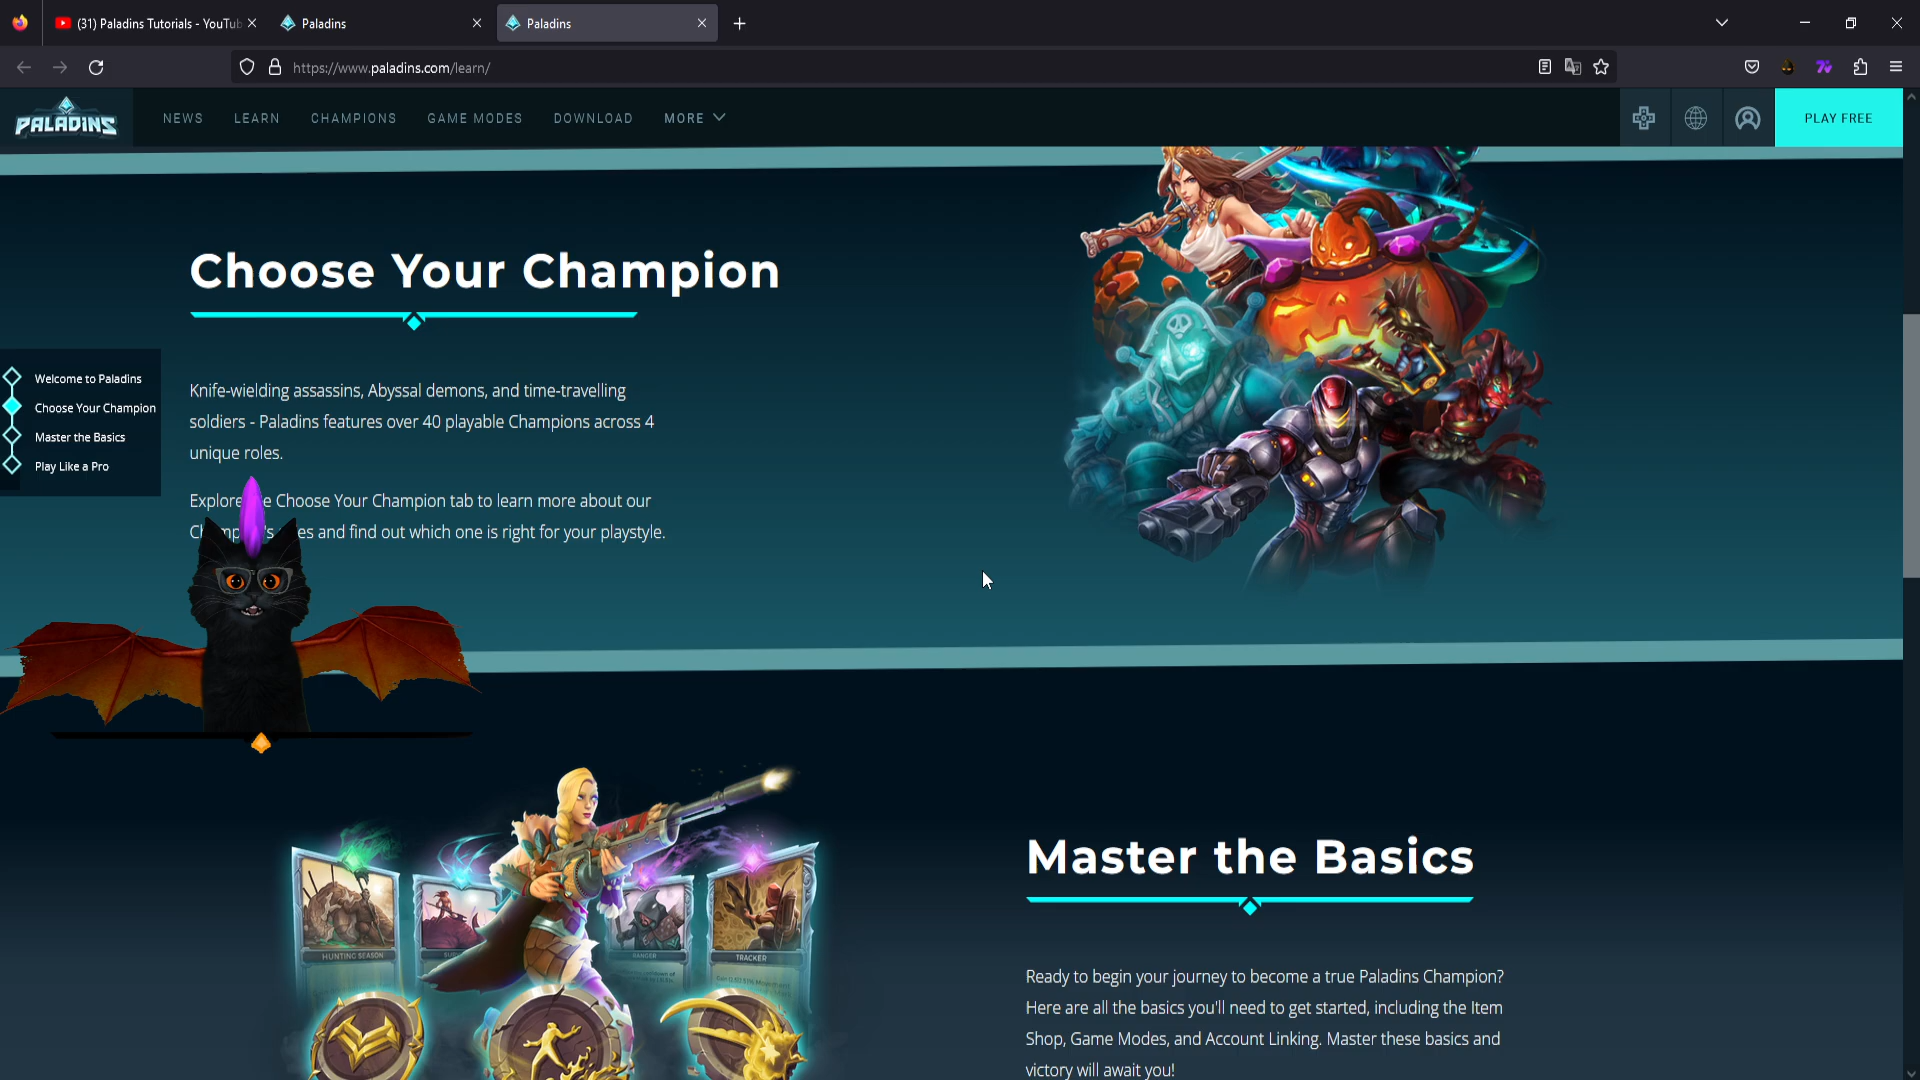 (31) Paladins Tutorials - YouTub
Paladins
Paladins
https://www.paladins.com/learn/
PALADINS
NEWS
LEARN
CHAMPIONS
GAME MODES
DOWNLOAD
MORE
PLAY FREE
Choose Your Champion
Welcome to Paladins
Choose Your Champion
Master the Basics
Play Like a Pro
Knife-wielding assassins, Abyssal demons, and time-travelling
soldiers - Paladins features over 40 playable Champions across 4
unique roles.
Explore Choose Your Champion tab to learn more about our
and find out which one is right for your playstyle.
HUNTING SEASON
RANGER
TRACKER
Master the Basics
Ready to begin your journey to become a true Paladins Champion?
Here are all the basics you'll need to get started, including the Item
Shop, Game Modes, and Account Linking. Master these basics and
victory will await you!